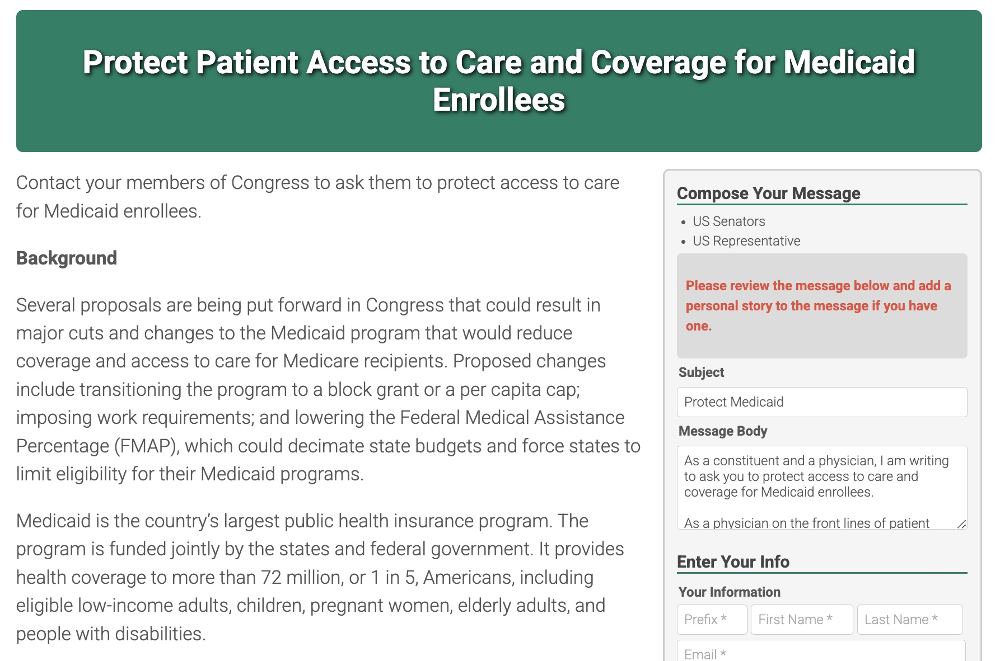 Protect Patient Access to Care and Coverage for Medicaid
Enrollees
Contact your members of Congress to ask them to protect access to care
for Medicaid enrollees.
Background
Several proposals are being put forward in Congress that could result in
major cuts and changes to the Medicaid program that would reduce
coverage and access to care for Medicare recipients. Proposed changes
include transitioning the program to a block grant or a per capita cap;
imposing work requirements; and lowering the Federal Medical Assistance
Percentage (FMAP), which could decimate state budgets and force states to
limit eligibility for their Medicaid programs.
Medicaid is the country’s largest public health insurance program. The
program is funded jointly by the states and federal government. It provides
health coverage to more than 72 million, or 1 in 5, Americans, including
eligible low-income adults, children, pregnant women, elderly adults, and
people with disabilities.
Compose Your Message
• US Senators
• US Representative
Please review the message below and add a
personal story to the message if you have
one.
Subject
Protect Medicaid
Message Body
As a constituent and a physician, I am writing
to ask you to protect access to care and
coverage for Medicaid enrollees.
As a physician on the front lines of patient
Enter Your Info
Your Information
Prefix * First Name * Last Name *
Email *